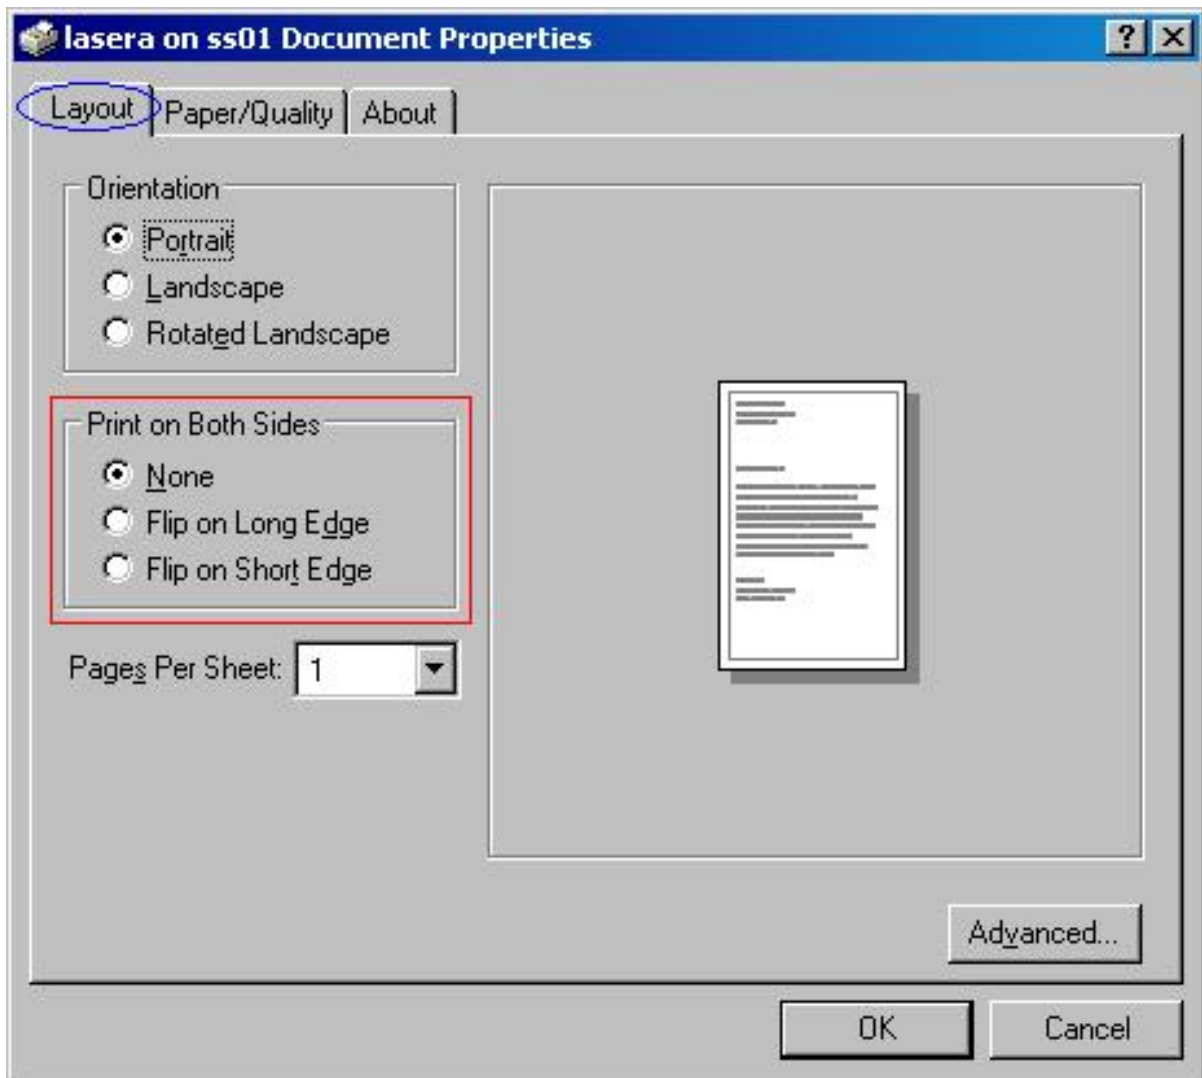 lasera on ss01 Document Properties
Layout Paper/Quality About
Orientation
Portrait
Landscape
Rotated Landscape
Print on Both Sides
None
Flip on Long Edge
Flip on Short Edge
Pages Per Sheet: 1
Advanced...
OK Cancel